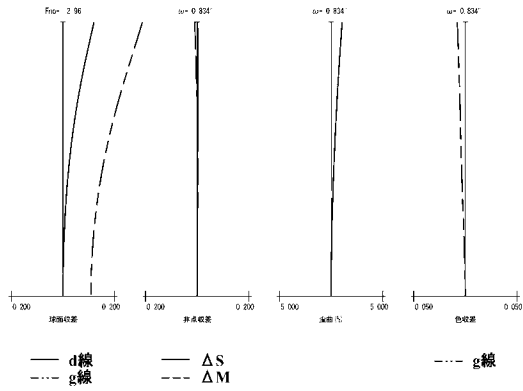 Fno= 2.96
ω= 0.834°
ω= 0.834°
ω= 0.834°
0.200 0.200
0.200 0.200
5.000 5.000
0.050 0.050
球面収差
非点収差
歪曲(%)
色収差
d線
g線
ΔS
ΔM
g線